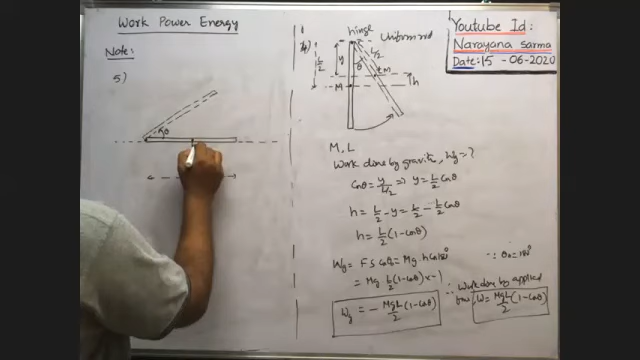 Work Power Energy
Note:
5)
θ
4)
hinge
Uniform rod
L/2
y
θ
L/2
M
h
M
M, L
Work done by gravity, Wg = ?
Cosθ = y/L/2 ⇒ y = L/2 Cosθ
h = L/2 - y = L/2 - L/2 Cosθ
h = L/2 (1-Cosθ)
Wg = F S Cosθ = Mg h Cos180° ∵ θ = 180°
= Mg L/2 (1-Cosθ) x -1
Wg = - MgL/2 (1-Cosθ)
∴ Work done by applied
force, W = MgL/2 (1-Cosθ)
Youtube Id:
Narayana sarma
Date: 15 -06-2020